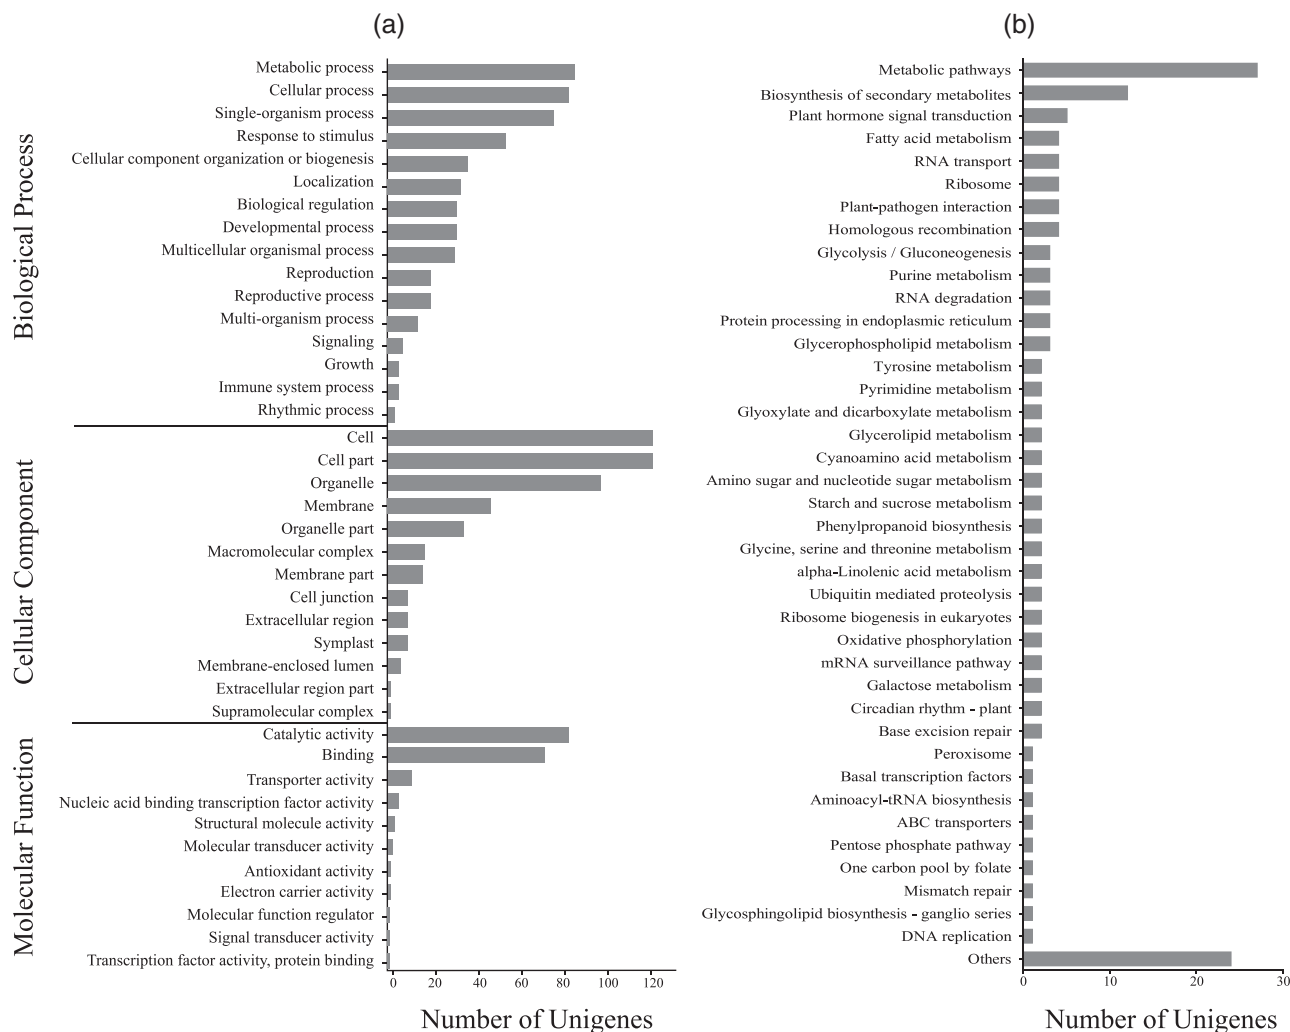 (a)
Biological Process
Metabolic process
Cellular process
Single-organism process
Response to stimulus
Cellular component organization or biogenesis
Localization
Biological regulation
Developmental process
Multicellular organismal process
Reproduction
Reproductive process
Multi-organism process
Signaling
Growth
Immune system process
Rhythmic process
Cellular Component
Cell
Cell part
Organelle
Membrane
Organelle part
Macromolecular complex
Membrane part
Cell junction
Extracellular region
Symplast
Membrane-enclosed lumen
Extracellular region part
Supramolecular complex
Molecular Function
Catalytic activity
Binding
Transporter activity
Nucleic acid binding transcription factor activity
Structural molecule activity
Molecular transducer activity
Antioxidant activity
Electron carrier activity
Molecular function regulator
Signal transducer activity
Transcription factor activity, protein binding
0 20 40 60 80 100 120
Number of Unigenes
(b)
Metabolic pathways
Biosynthesis of secondary metabolites
Plant hormone signal transduction
Fatty acid metabolism
RNA transport
Ribosome
Plant-pathogen interaction
Homologous recombination
Glycolysis / Gluconeogenesis
Purine metabolism
RNA degradation
Protein processing in endoplasmic reticulum
Glycerophospholipid metabolism
Tyrosine metabolism
Pyrimidine metabolism
Glyoxylate and dicarboxylate metabolism
Glycerolipid metabolism
Cyanoamino acid metabolism
Amino sugar and nucleotide sugar metabolism
Starch and sucrose metabolism
Phenylpropanoid biosynthesis
Glycine, serine and threonine metabolism
alpha-Linolenic acid metabolism
Ubiquitin mediated proteolysis
Ribosome biogenesis in eukaryotes
Oxidative phosphorylation
mRNA surveillance pathway
Galactose metabolism
Circadian rhythm - plant
Base excision repair
Peroxisome
Basal transcription factors
Aminoacyl-tRNA biosynthesis
ABC transporters
Pentose phosphate pathway
One carbon pool by folate
Mismatch repair
Glycosphingolipid biosynthesis - ganglio series
DNA replication
Others
0 10 20 30
Number of Unigenes